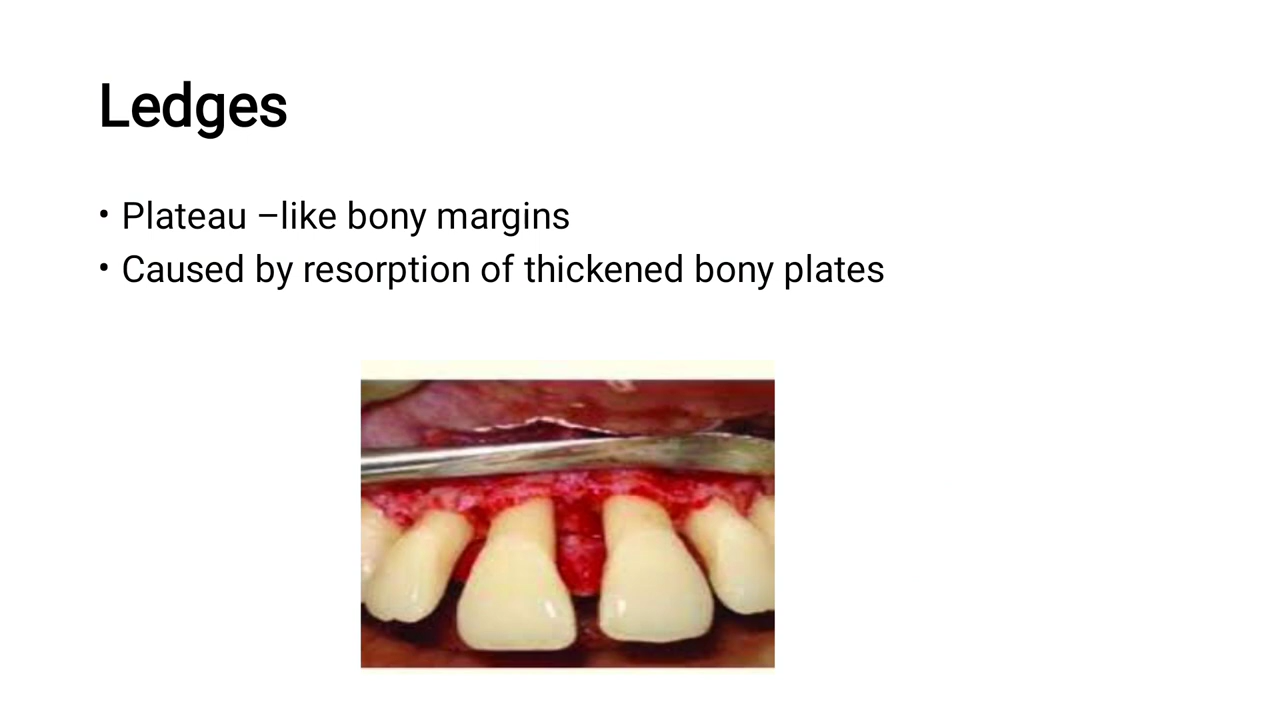 Ledges
• Plateau –like bony margins
• Caused by resorption of thickened bony plates